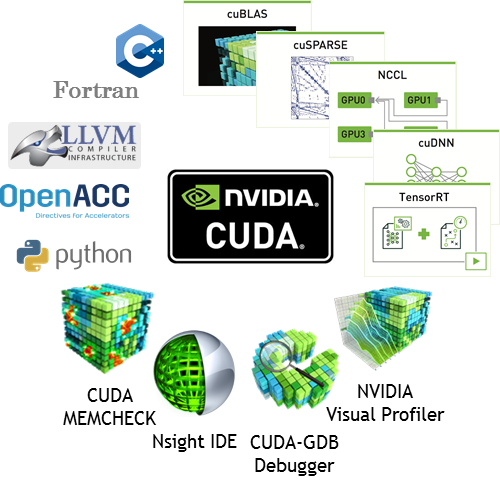 cuBLAS
cuSPARSE
NCCL
GPU0
GPU1
GPU3
cuDNN
TensorRT
C++
Fortran
LLVM
COMPILER
INFRASTRUCTURE
OpenACC
Directives for Accelerators
python
NVIDIA®
CUDA®
CUDA
MEMCHECK
Nsight IDE
CUDA-GDB
Debugger
NVIDIA
Visual Profiler